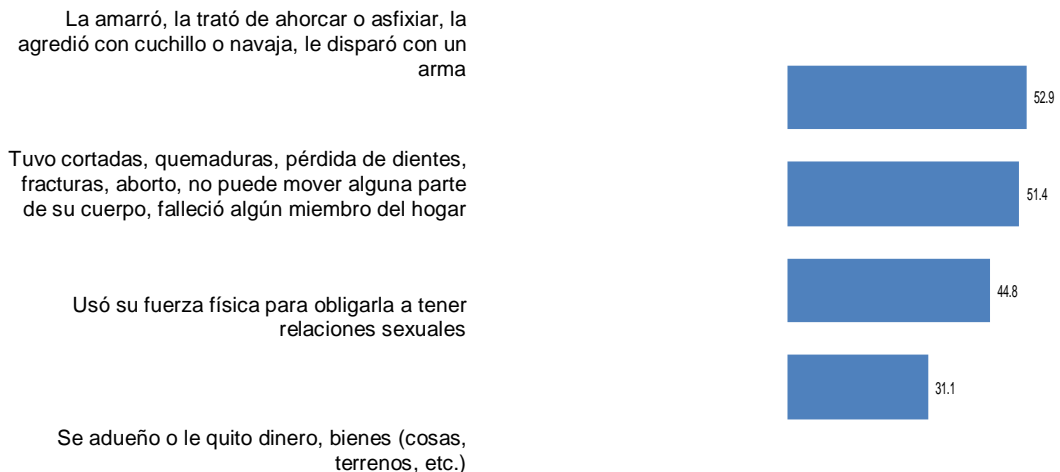 La amarró, la trató de ahorcar o asfixiar, la
agredió con cuchillo o navaja, le disparó con un
arma
52.9
Tuvo cortadas, quemaduras, pérdida de dientes,
fracturas, aborto, no puede mover alguna parte
de su cuerpo, falleció algún miembro del hogar
51.4
Usó su fuerza física para obligarla a tener
relaciones sexuales
44.8
31.1
Se adueño o le quito dinero, bienes (cosas,
terrenos, etc.)